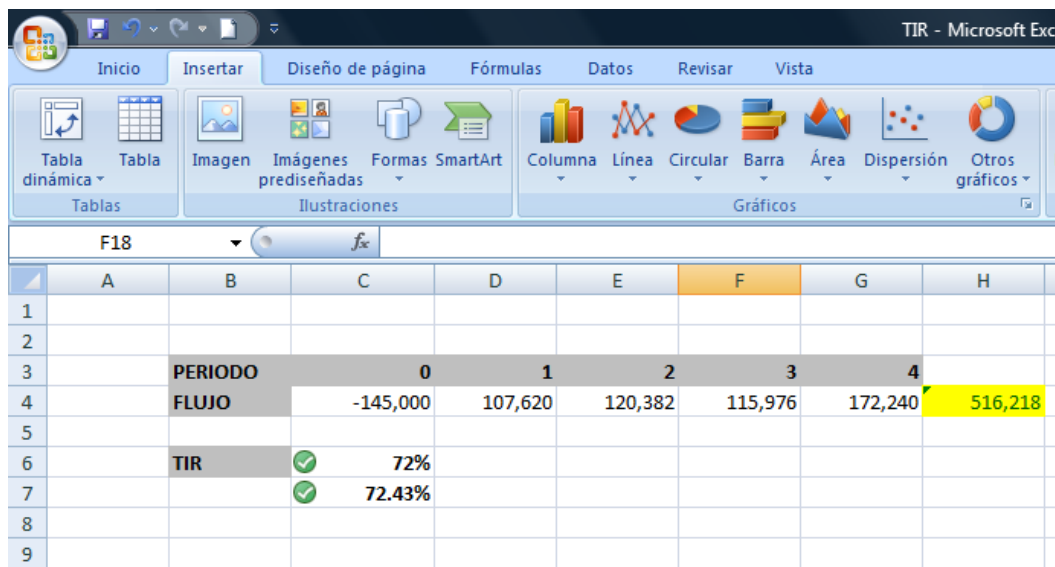 TIR - Microsoft Exc
Inicio Insertar Diseño de página Fórmulas Datos Revisar Vista
Tabla dinámica Tabla Imagen Imágenes prediseñadas Formas SmartArt Columna Línea Circular Barra Área Dispersión Otros gráficos
Tablas Ilustraciones Gráficos
F18 fx
A B C D E F G H
1
2
3 PERIODO 0 1 2 3 4
4 FLUJO -145,000 107,620 120,382 115,976 172,240 516,218
5
6 TIR 72%
7 72.43%
8
9